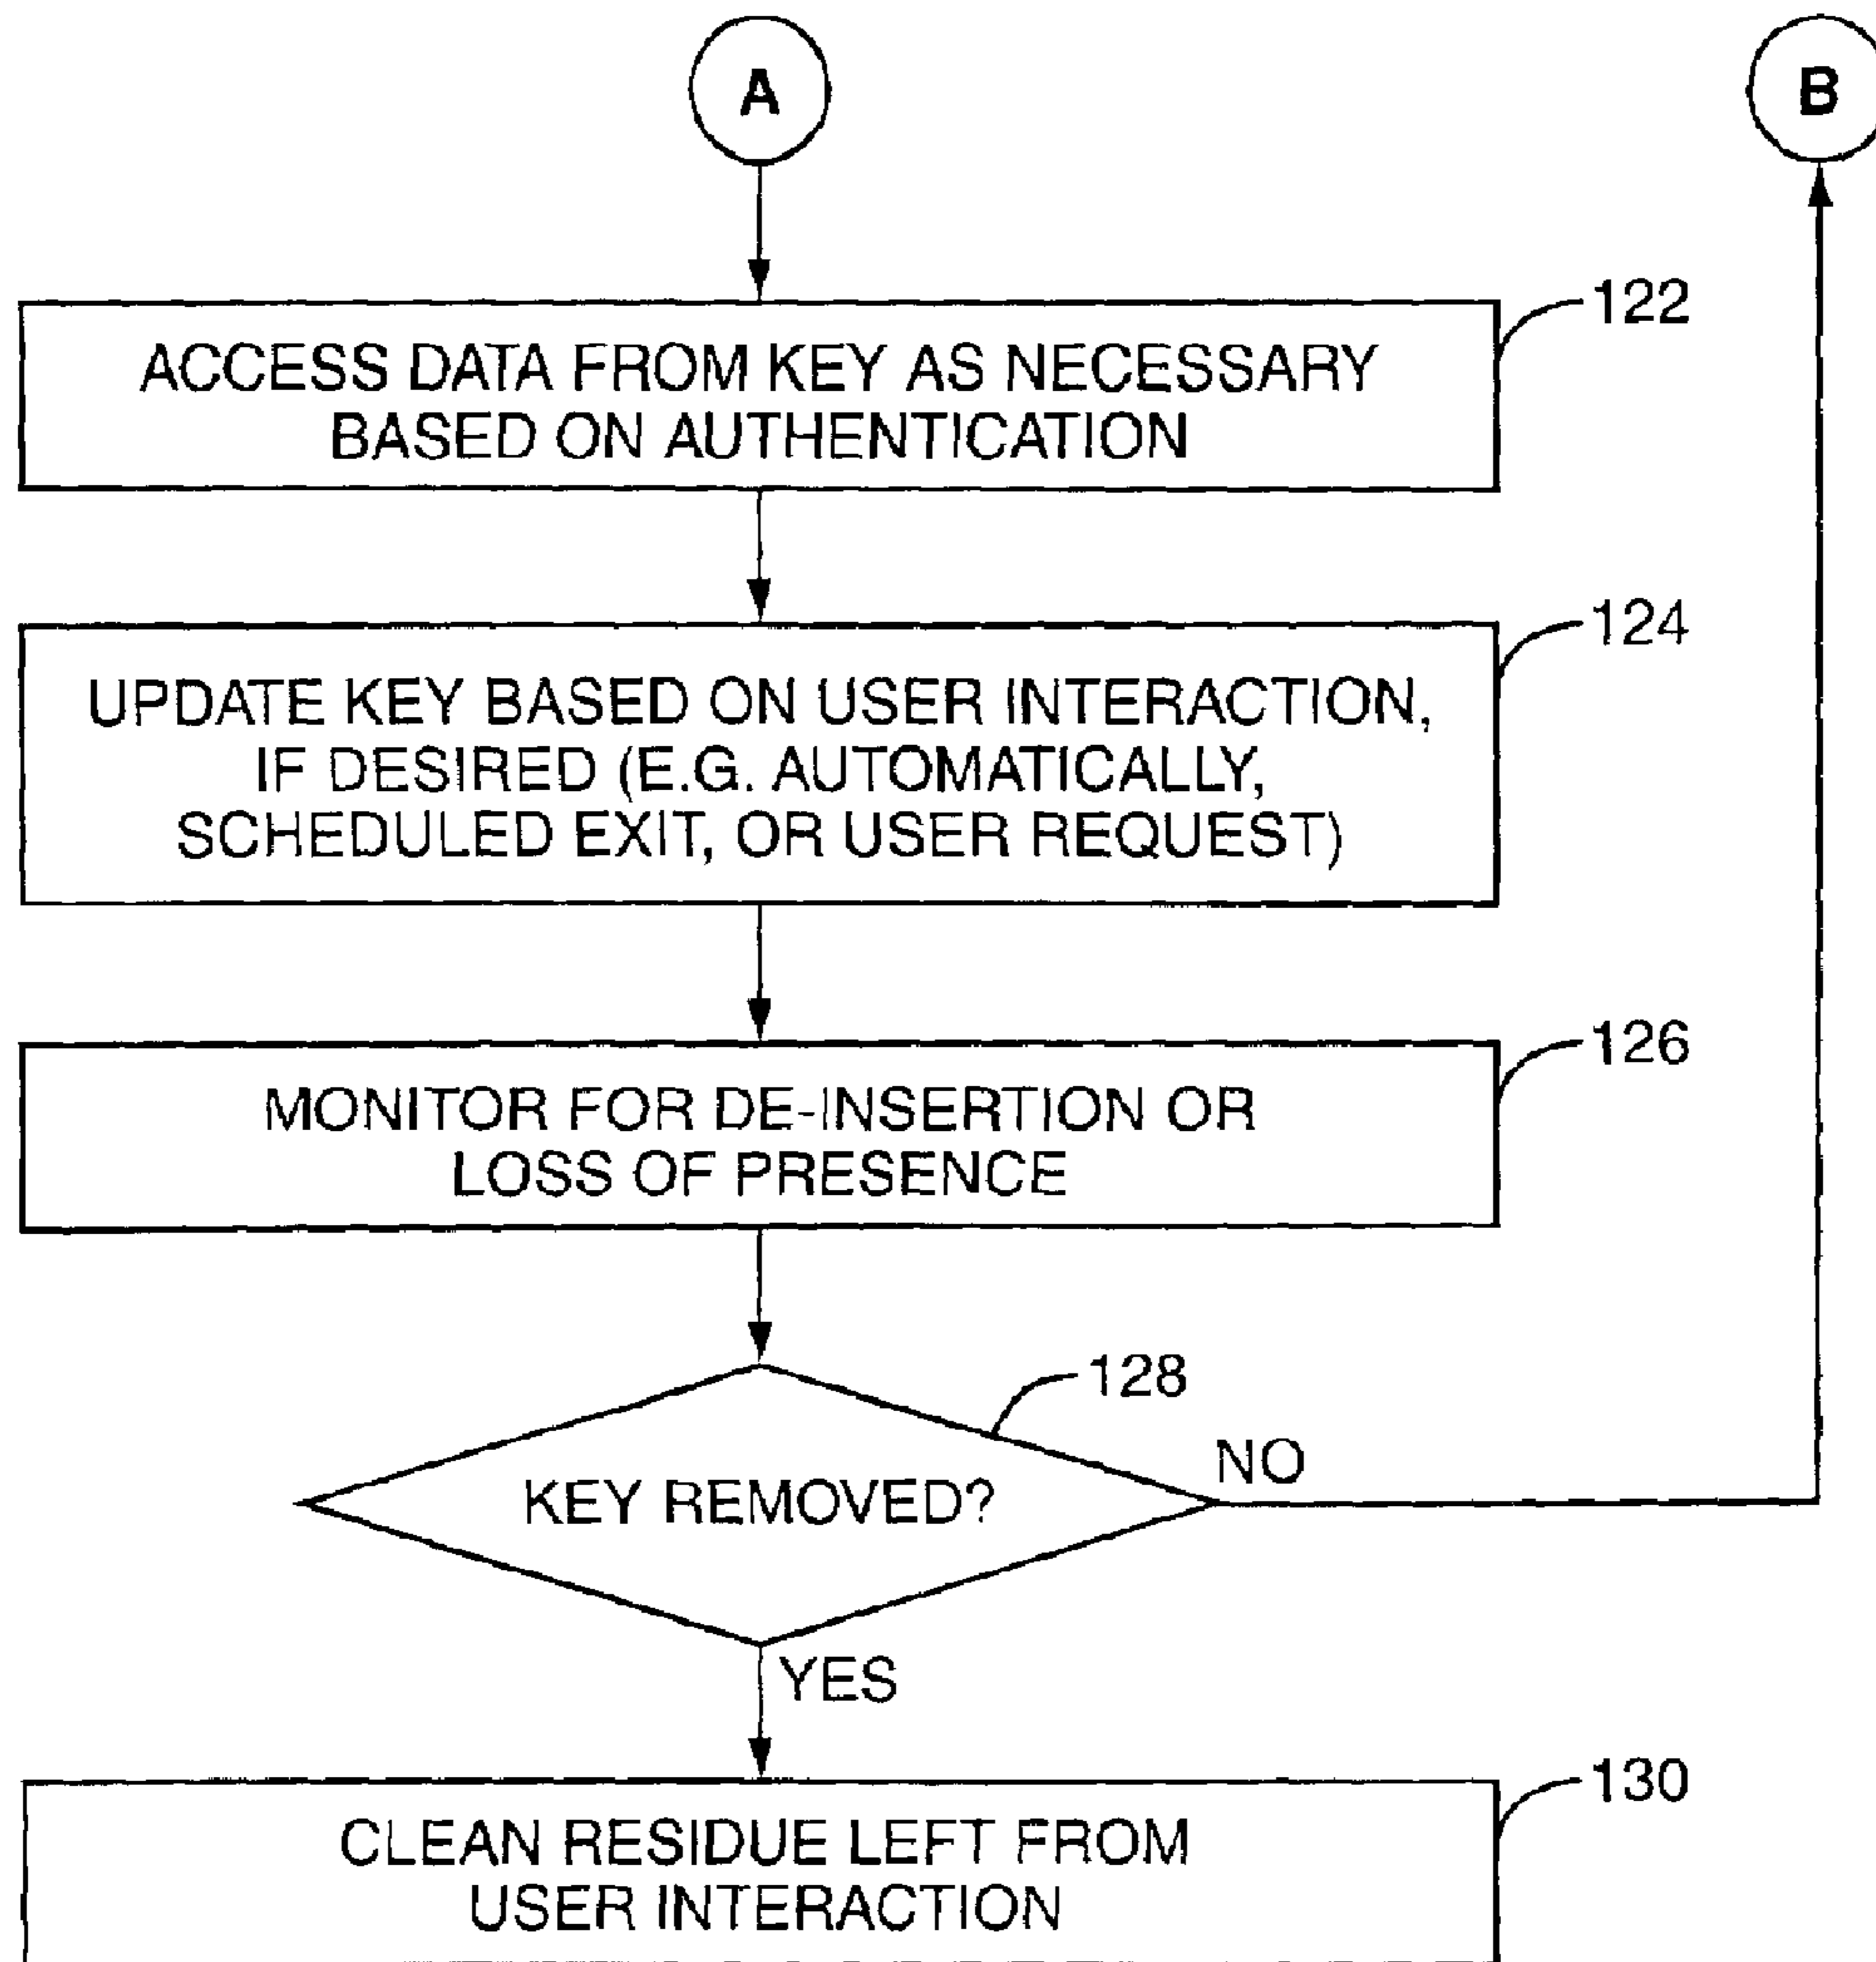 A
B
122
ACCESS DATA FROM KEY AS NECESSARY
BASED ON AUTHENTICATION
124
UPDATE KEY BASED ON USER INTERACTION,
IF DESIRED (E.G. AUTOMATICALLY,
SCHEDULED EXIT, OR USER REQUEST)
126
MONITOR FOR DE-INSERTION OR
LOSS OF PRESENCE
128
NO
KEY REMOVED?
YES
130
CLEAN RESIDUE LEFT FROM
USER INTERACTION